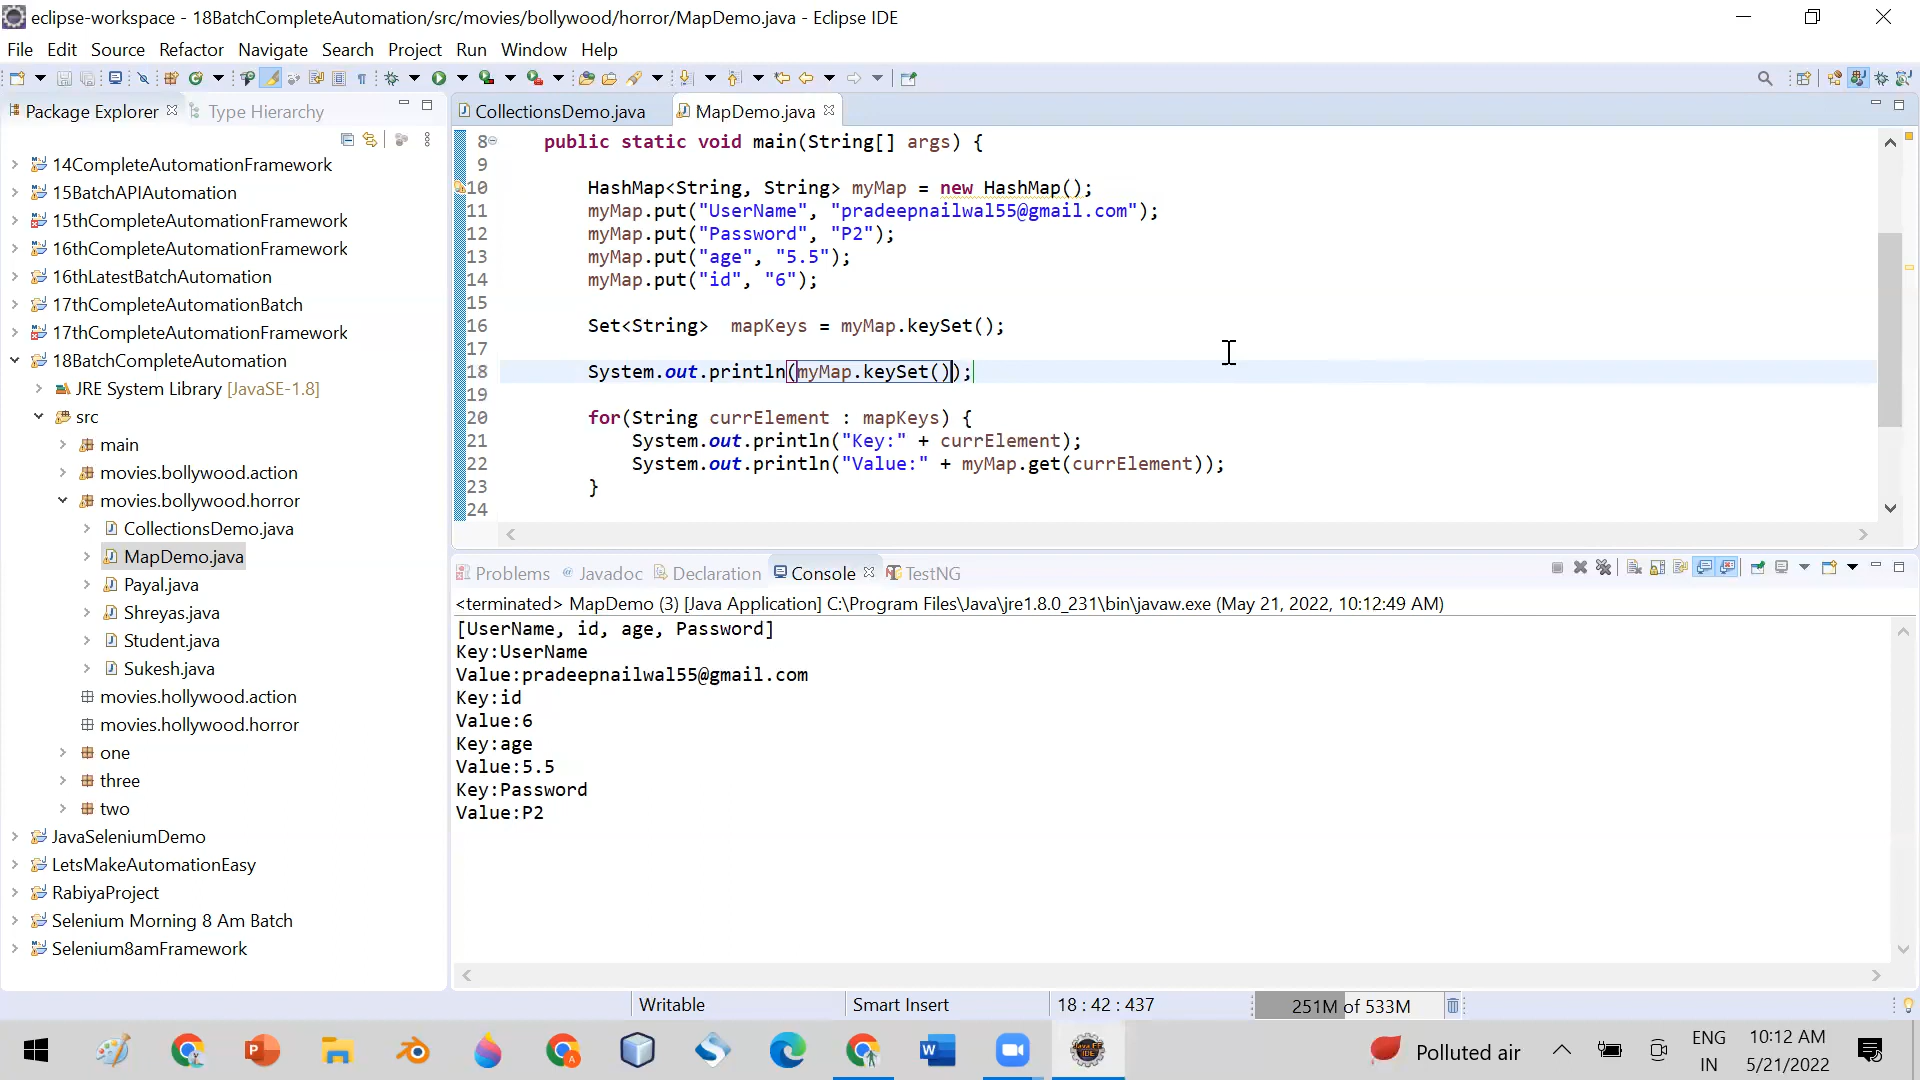 eclipse-workspace - 18BatchCompleteAutomation/src/movies/bollywood/horror/MapDemo.java - Eclipse IDE
File Edit Source Refactor Navigate Search Project Run Window Help
Package Explorer Type Hierarchy
14CompleteAutomationFramework
15BatchAPIAutomation
15thCompleteAutomationFramework
16thCompleteAutomationFramework
16thLatestBatchAutomation
17thCompleteAutomationBatch
17thCompleteAutomationFramework
18BatchCompleteAutomation
JRE System Library [JavaSE-1.8]
src
main
movies.bollywood.action
movies.bollywood.horror
CollectionsDemo.java
MapDemo.java
Payal.java
Shreyas.java
Student.java
Sukesh.java
movies.hollywood.action
movies.hollywood.horror
one
three
two
JavaSeleniumDemo
LetsMakeAutomationEasy
RabiyaProject
Selenium Morning 8 Am Batch
Selenium8amFramework
CollectionsDemo.java MapDemo.java
8 public static void main(String[] args) {
9
10 HashMap<String, String> myMap = new HashMap();
11 myMap.put("UserName", "pradeepnailwal55@gmail.com");
12 myMap.put("Password", "P2");
13 myMap.put("age", "5.5");
14 myMap.put("id", "6");
15
16 Set<String>  mapKeys = myMap.keySet();
17
18 System.out.println(myMap.keySet());
19
20 for(String currElement : mapKeys) {
21 System.out.println("Key:" + currElement);
22 System.out.println("Value:" + myMap.get(currElement));
23 }
24
Problems Javadoc Declaration Console TestNG
<terminated> MapDemo (3) [Java Application] C:\Program Files\Java\jre1.8.0_231\bin\javaw.exe (May 21, 2022, 10:12:49 AM)
[UserName, id, age, Password]
Key:UserName
Value:pradeepnailwal55@gmail.com
Key:id
Value:6
Key:age
Value:5.5
Key:Password
Value:P2
Writable Smart Insert 18 : 42 : 437 251M of 533M
Polluted air ENG IN 10:12 AM 5/21/2022